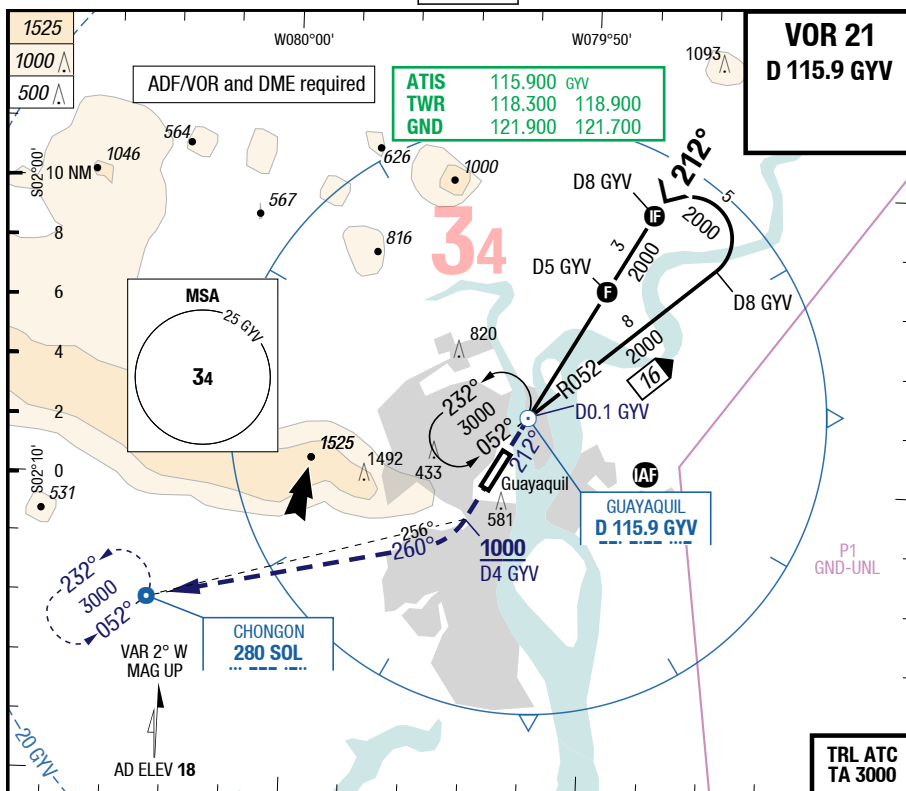 1525
1000
500
W080°00'
W079°50'
1093
VOR 21
D 115.9 GYV
ADF/VOR and DME required
ATIS 115.900 GYV
TWR 118.300 118.900
GND 121.900 121.700
564
626
1046
1000
S02°00'
10 NM
567
816
34
212°
D8 GYV
IF
5
2000
3
2000
D5 GYV
F
D8 GYV
8
2000
R052
16
8
6
4
2
0
MSA
25 GYV
34
820
232°
3000
052°
D0.1 GYV
212°
1525
1492
433
Guayaquil
581
IAF
S02°10'
531
GUAYAQUIL
D 115.9 GYV
256°
260°
1000
D4 GYV
P1
GND-UNL
232°
3000
052°
CHONGON
280 SOL
VAR 2° W
MAG UP
20 GYV
AD ELEV 18
TRL ATC
TA 3000